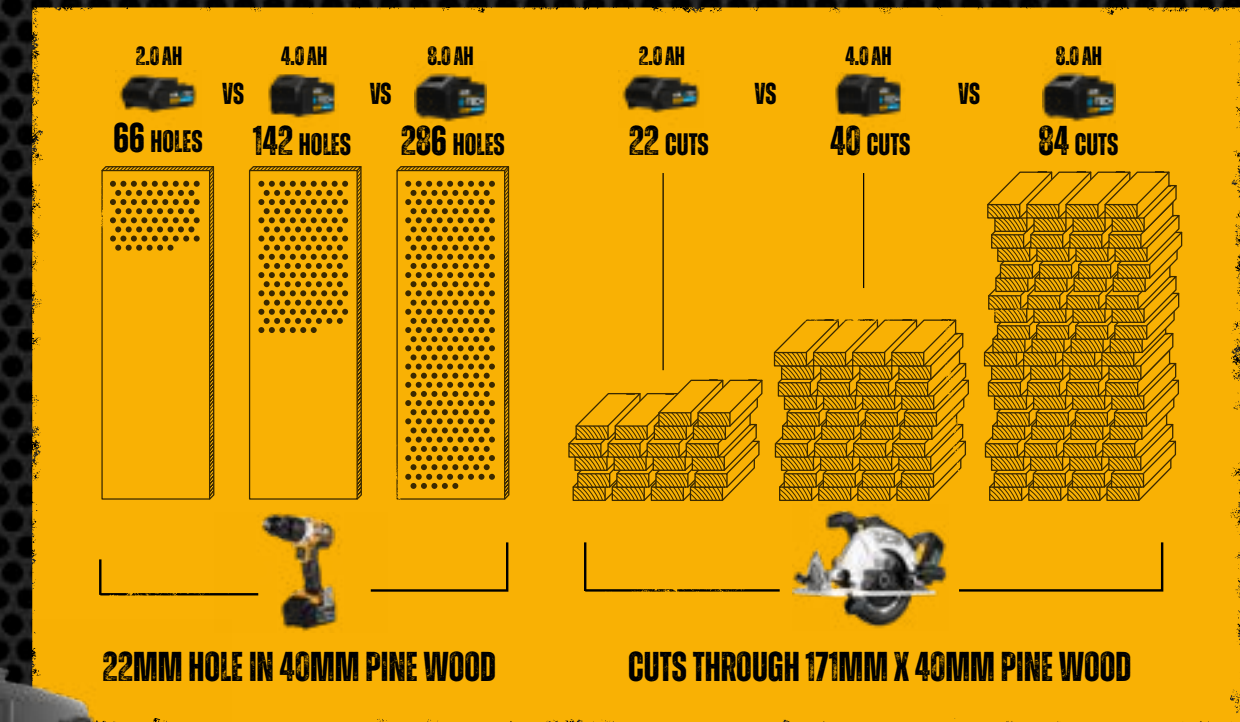 2.0 AH VS 4.0 AH VS 8.0 AH
66 HOLES 142 HOLES 286 HOLES
22MM HOLE IN 40MM PINE WOOD
2.0 AH VS 4.0 AH VS 8.0 AH
22 CUTS 40 CUTS 84 CUTS
CUTS THROUGH 171MM X 40MM PINE WOOD